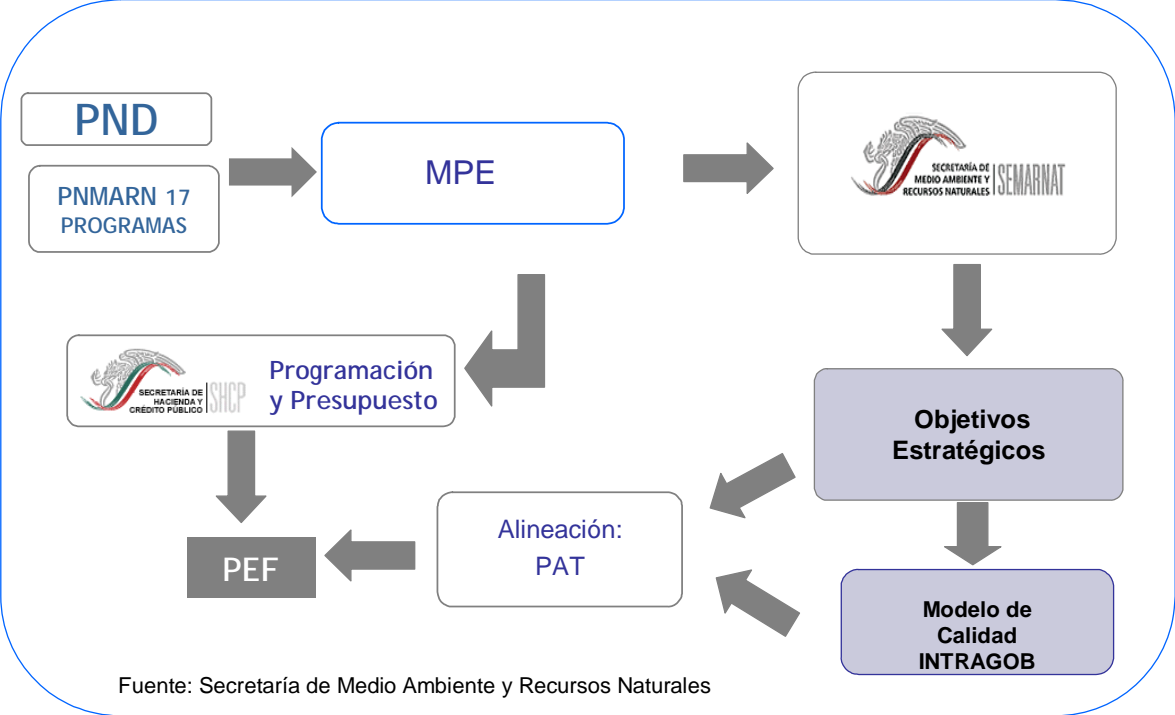 PND
PNMARN 17
PROGRAMAS
MPE
SECRETARÍA DE
MEDIO AMBIENTE Y
RECURSOS NATURALES
SEMARNAT
SECRETARÍA DE
HACIENDA Y
CRÉDITO PÚBLICO
SHCP
Programación
y Presupuesto
Objetivos
Estratégicos
Alineación:
PAT
PEF
Modelo de
Calidad
INTRAGOB
Fuente: Secretaría de Medio Ambiente y Recursos Naturales